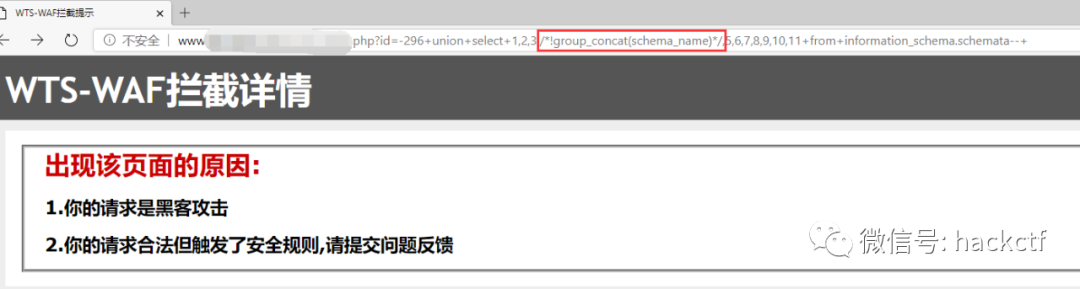 WTS-WAF拦截提示
不安全 www php?id=-296+union+select+1,2,3,/*!group_concat(schema_name)*/,5,6,7,8,9,10,11+from+information_schema.schemata--+
WTS-WAF拦截详情
出现该页面的原因:
1.你的请求是黑客攻击
2.你的请求合法但触发了安全规则,请提交问题反馈
微信号: hackctf